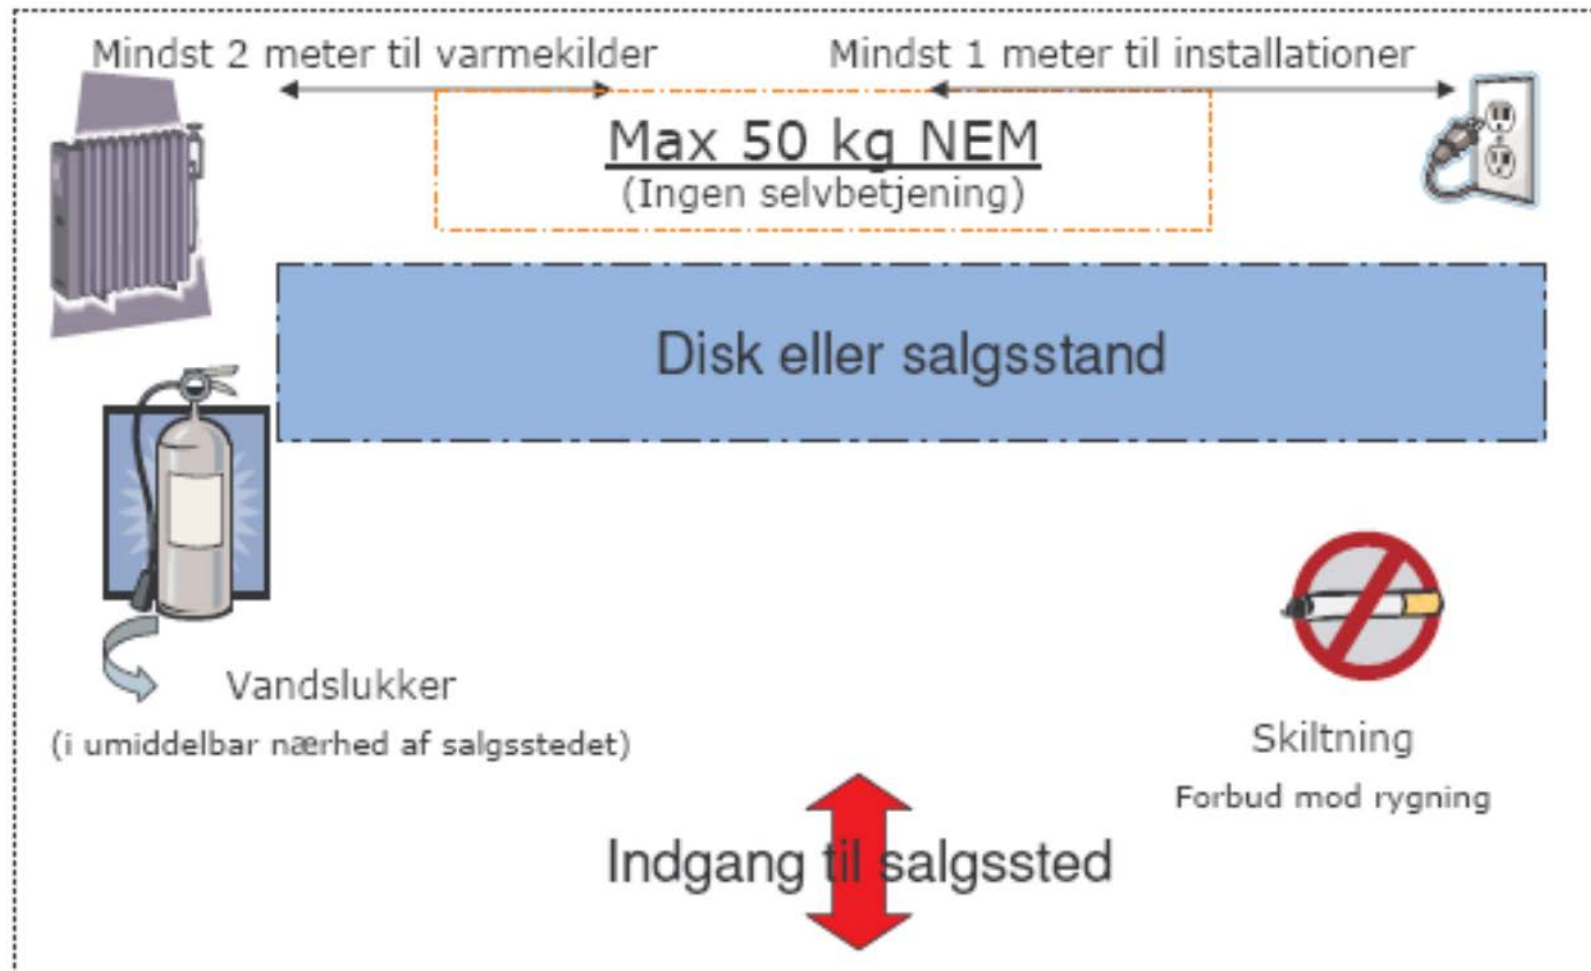 Mindst 2 meter til varmekilder
Mindst 1 meter til installationer
Max 50 kg NEM
(Ingen selvbetjening)
Disk eller salgsstand
Vandslukker
(i umiddelbar nærhed af salgsstedet)
Skiltning
Forbud mod rygning
Indgang til salgssted